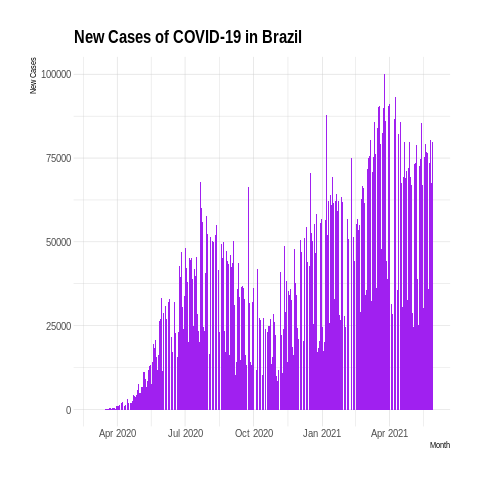 New Cases of COVID-19 in Brazil
New Cases
100000
75000
50000
25000
0
Apr 2020 Jul 2020 Oct 2020 Jan 2021 Apr 2021
Month